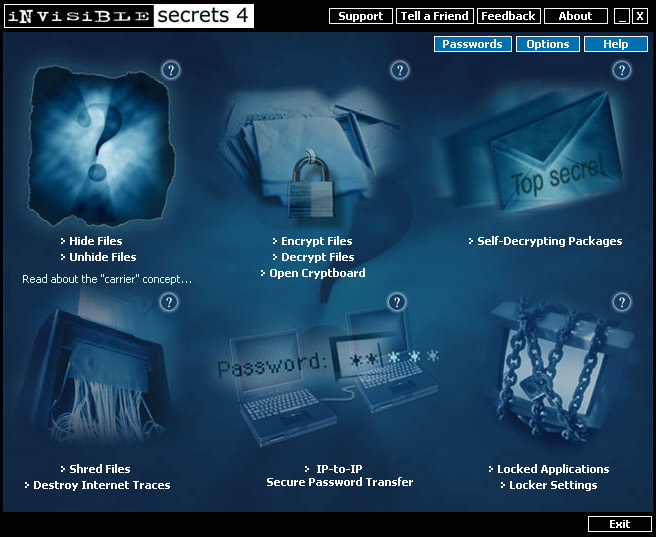 iNVisiBLE secrets 4
Support Tell a Friend Feedback About _ X
Passwords Options Help
? ? ?
Top secret
Hide Files
Unhide Files
Read about the "carrier" concept...
Encrypt Files
Decrypt Files
Open Cryptboard
Self-Decrypting Packages
? ? ?
Password: **|***
Shred Files
Destroy Internet Traces
IP-to-IP
Secure Password Transfer
Locked Applications
Locker Settings
Exit